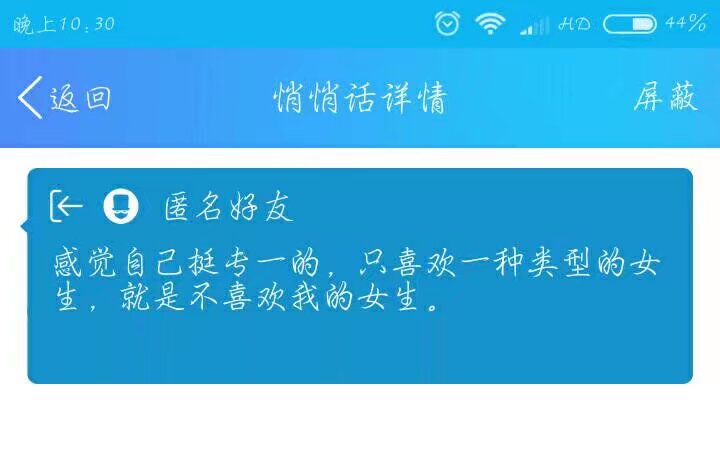 晚上10:30 HD 44%
返回 悄悄话详情 屏蔽
匿名好友
感觉自己挺专一的，只喜欢一种类型的女
生，就是不喜欢我的女生。